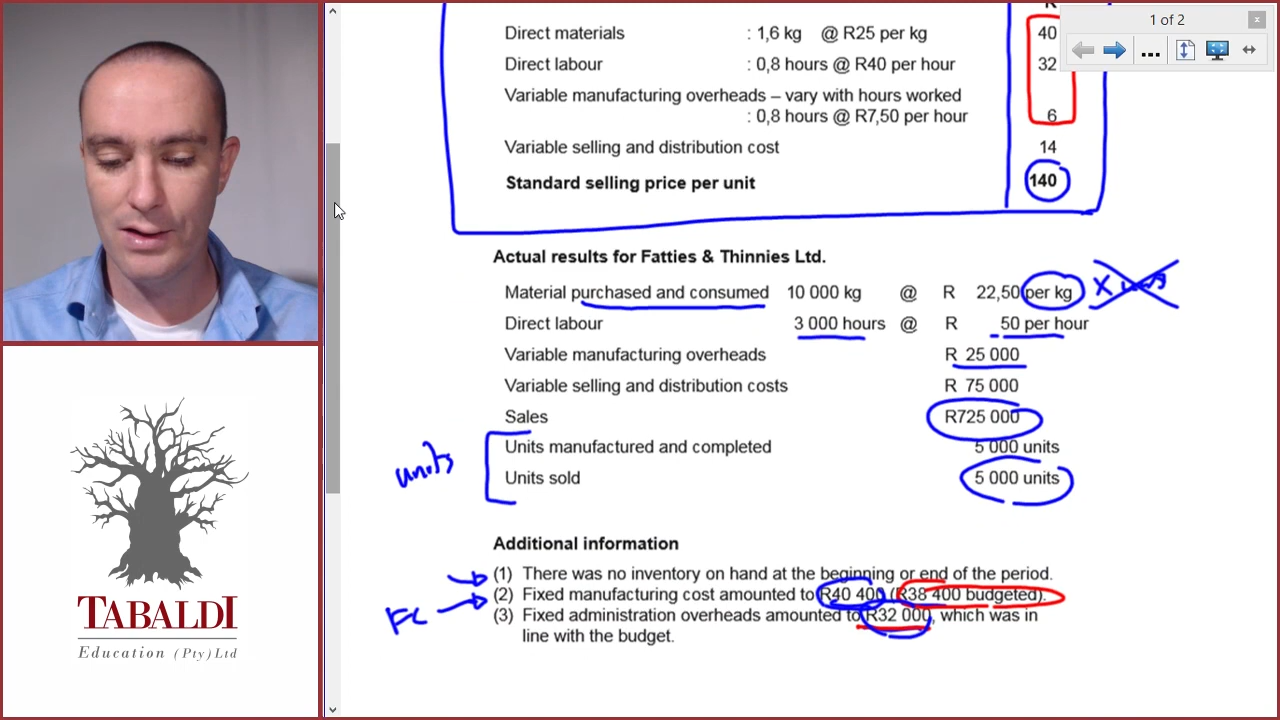 1 of 2
R
Direct materials : 1,6 kg @ R25 per kg 40
Direct labour : 0,8 hours @ R40 per hour 32
Variable manufacturing overheads – vary with hours worked
: 0,8 hours @ R7,50 per hour 6
Variable selling and distribution cost 14
Standard selling price per unit 140
Actual results for Fatties & Thinnies Ltd.
Material purchased and consumed 10 000 kg @ R 22,50 per kg
Direct labour 3 000 hours @ R 50 per hour
Variable manufacturing overheads R 25 000
Variable selling and distribution costs R 75 000
Sales R725 000
Units manufactured and completed 5 000 units
units
Units sold 5 000 units
Additional information
(1) There was no inventory on hand at the beginning or end of the period.
(2) Fixed manufacturing cost amounted to R40 400 (R38 400 budgeted).
FC
(3) Fixed administration overheads amounted to R32 000, which was in
line with the budget.
TABALDI
Education (Pty) Ltd